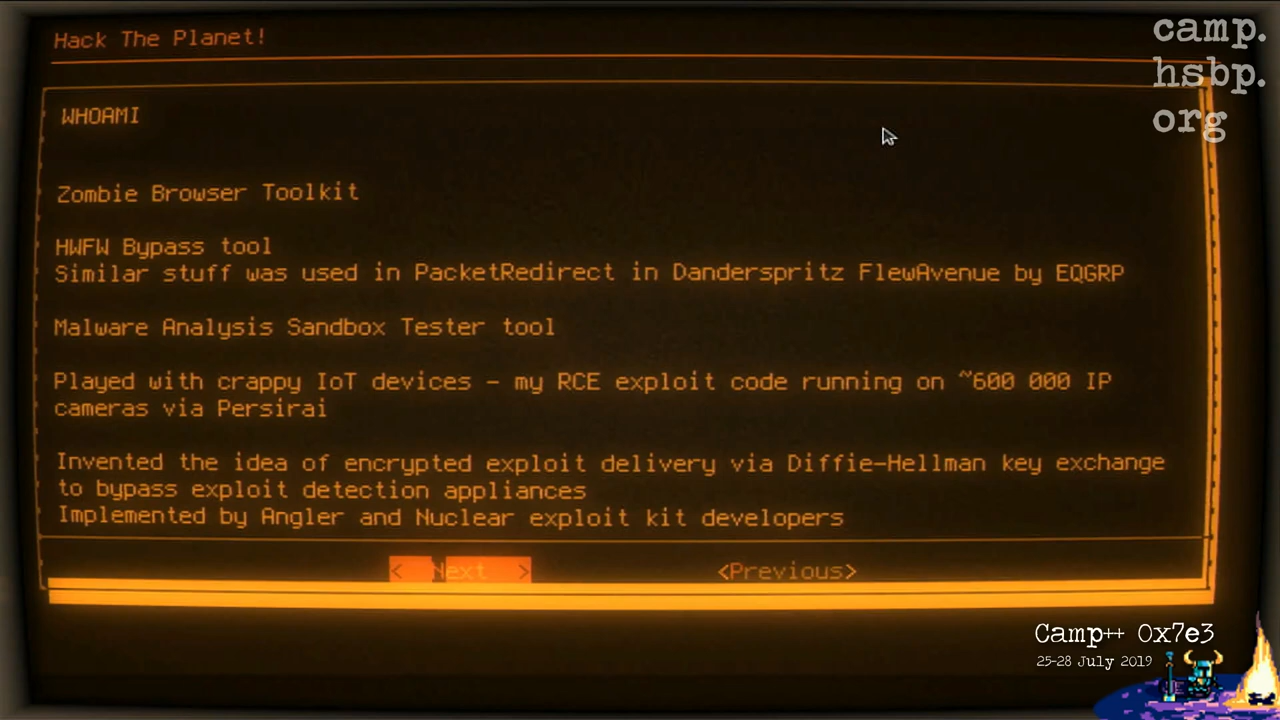 Hack The Planet!
camp.
hsbp.
org
WHOAMI
Zombie Browser Toolkit
HWFW Bypass tool
Similar stuff was used in PacketRedirect in Danderspritz FlewAvenue by EQGRP
Malware Analysis Sandbox Tester tool
Played with crappy IoT devices - my RCE exploit code running on ~600 000 IP
cameras via Persirai
Invented the idea of encrypted exploit delivery via Diffie-Hellman key exchange
to bypass exploit detection appliances
Implemented by Angler and Nuclear exploit kit developers
< Next > <Previous>
Camp++ 0x7e3
25-28 July 2019